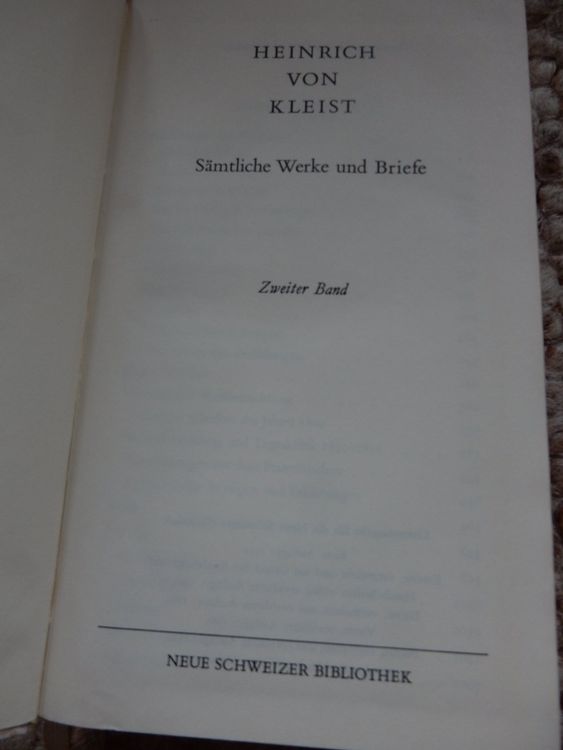 HEINRICH
VON
KLEIST
Sämtliche Werke und Briefe
Zweiter Band
NEUE SCHWEIZER BIBLIOTHEK